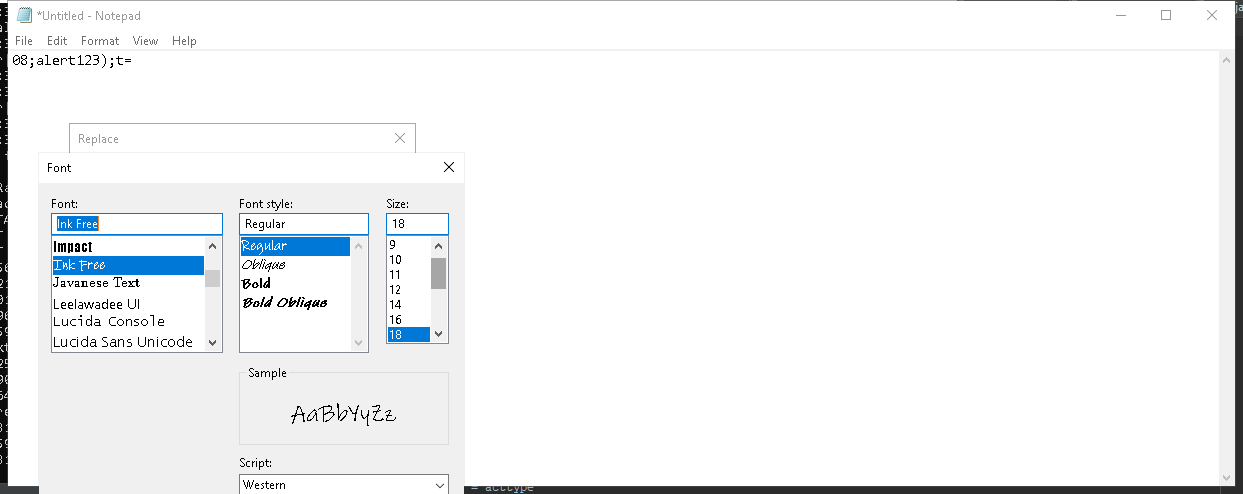 *Untitled - Notepad
File Edit Format View Help
08;alert123);t=
Replace
Font
Font: Font style: Size:
Ink Free Regular 18
Impact
Ink Free
Javanese Text
Leelawadee UI
Lucida Console
Lucida Sans Unicode
Regular
Oblique
Bold
Bold Oblique
9
10
11
12
14
16
18
Sample
AaBbYyZz
Script:
Western
= acctype